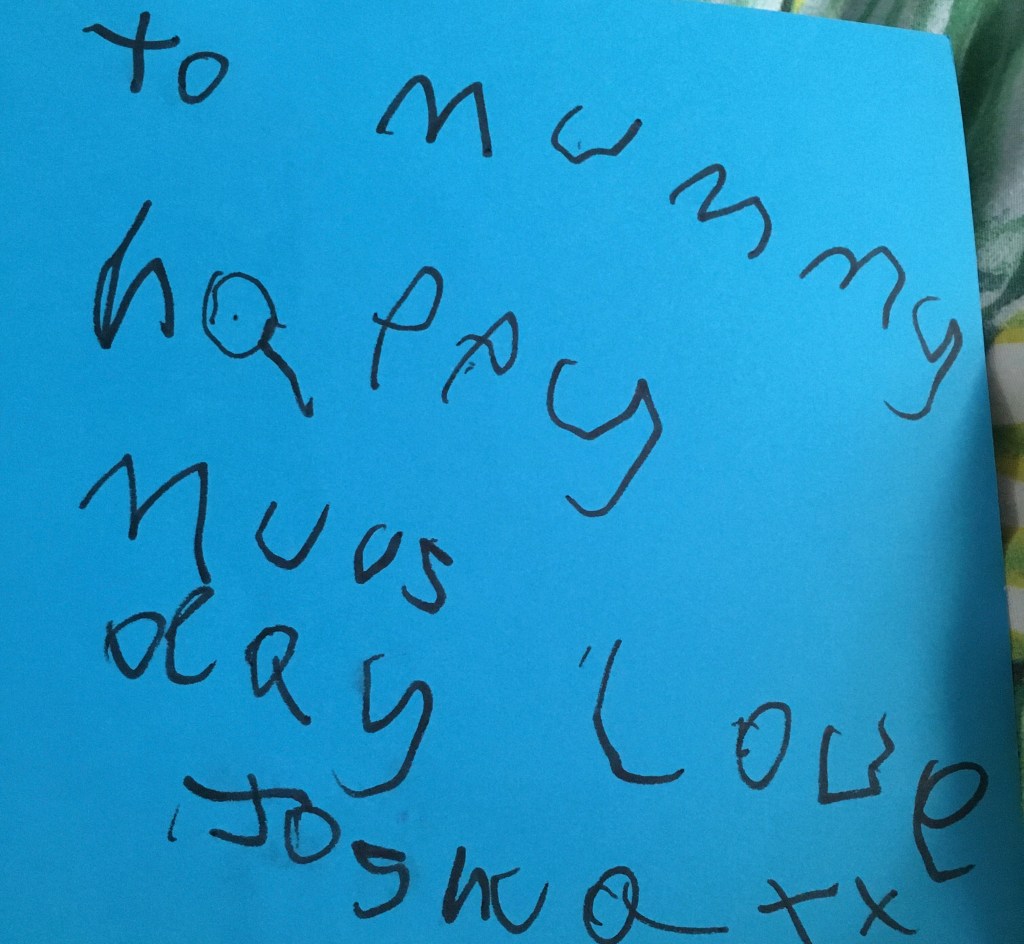 to mummy
happy
Muos
day Love
Joshua xx